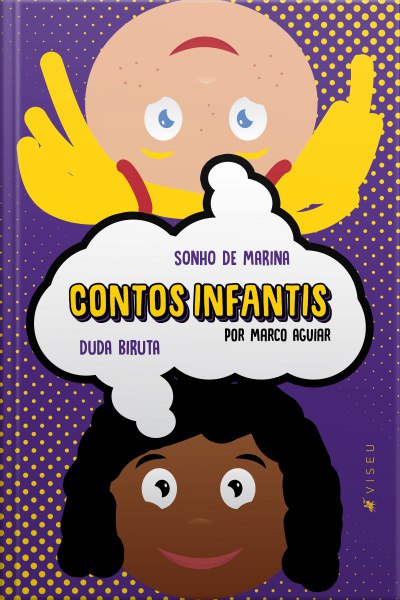 SONHO DE MARINA
CONTOS INFANTIS
POR MARCO AGUIAR
DUDA BIRUTA
VISEU